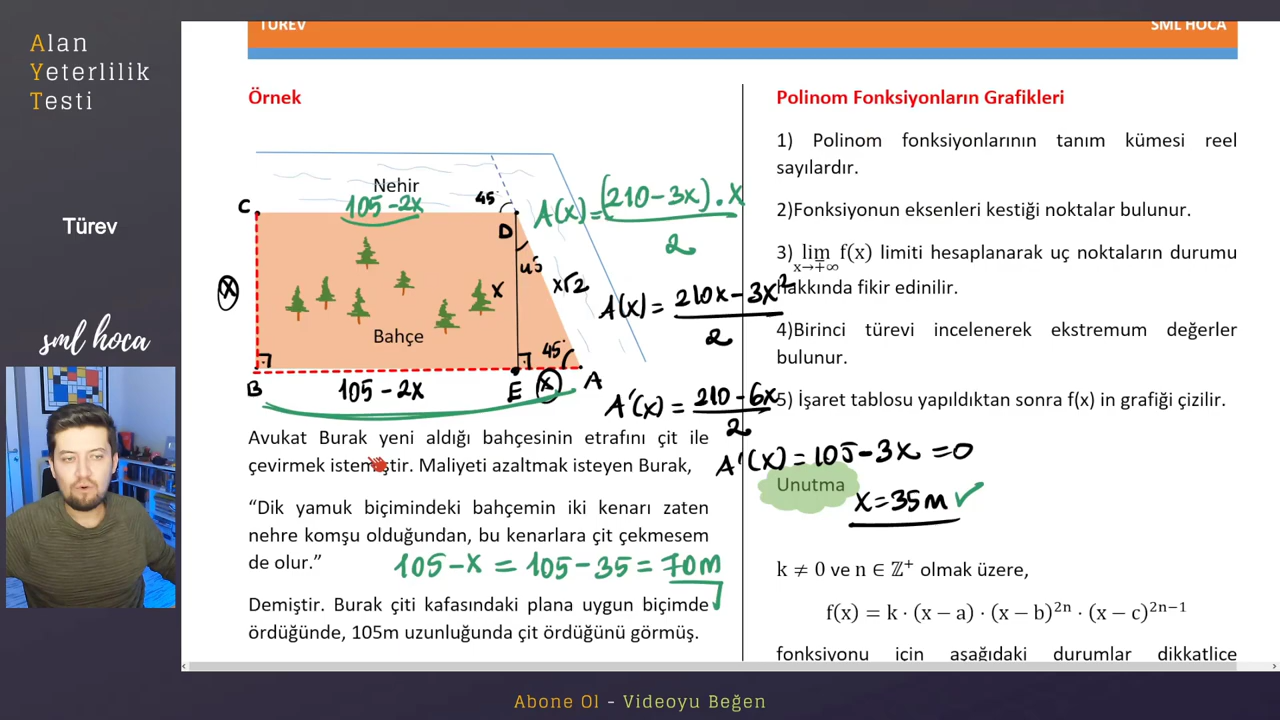 Alan
Yeterlilik
Testi
Türev
sml hoca
TÜREV
SML HOCA
Örnek
Nehir
105-2x
C
45
D
45
x
x√2
x
Bahçe
45°
B
105-2x
E
x
A
A(x)=(210-3x).x
2
A(x)=210x-3x²
2
A'(x)=210-6x
2
A'(x)=105-3x=0
x=35m ✓
Avukat Burak yeni aldığı bahçesinin etrafını çit ile
çevirmek istemiştir. Maliyeti azaltmak isteyen Burak,
“Dik yamuk biçimindeki bahçemin iki kenarı zaten
nehre komşu olduğundan, bu kenarlara çit çekmesem
de olur.”
105-x = 105-35 = 70m
Demiştir. Burak çiti kafasındaki plana uygun biçimde
ördüğünde, 105m uzunluğunda çit ördüğünü görmüş.
Polinom Fonksiyonların Grafikleri
1) Polinom fonksiyonlarının tanım kümesi reel
sayılardır.
2)Fonksiyonun eksenleri kestiği noktalar bulunur.
3) lim f(x) limiti hesaplanarak uç noktaların durumu
x→∓∞
hakkında fikir edinilir.
4)Birinci türevi incelenerek ekstremum değerler
bulunur.
5) İşaret tablosu yapıldıktan sonra f(x) in grafiği çizilir.
Unutma
k ≠ 0 ve n ∈ ℤ⁺ olmak üzere,
f(x) = k · (x − a) · (x − b)²ⁿ · (x − c)²ⁿ⁻¹
fonksiyonu için aşağıdaki durumlar dikkatlice
Abone Ol - Videoyu Beğen